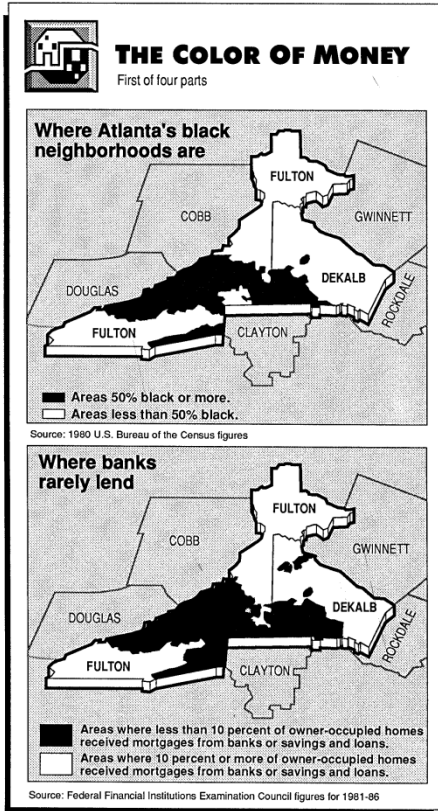 THE COLOR OF MONEY
First of four parts
Where Atlanta's black
neighborhoods are
FULTON
COBB
GWINNETT
DEKALB
DOUGLAS
ROCKDALE
FULTON
CLAYTON
Areas 50% black or more.
Areas less than 50% black.
Source: 1980 U.S. Bureau of the Census figures
Where banks
rarely lend
FULTON
COBB
GWINNETT
DEKALB
DOUGLAS
ROCKDALE
FULTON
CLAYTON
Areas where less than 10 percent of owner-occupied homes
received mortgages from banks or savings and loans.
Areas where 10 percent or more of owner-occupied homes
received mortgages from banks or savings and loans.
Source: Federal Financial Institutions Examination Council figures for 1981-86